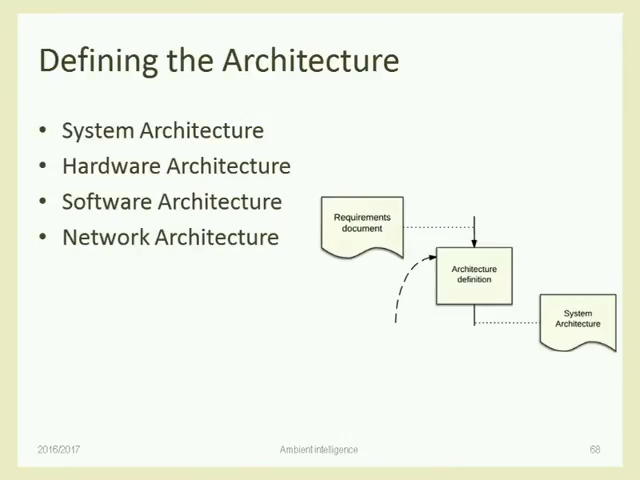 Defining the Architecture
• System Architecture
• Hardware Architecture
• Software Architecture
• Network Architecture
Requirements
document
Architecture
definition
System
Architecture
2016/2017
Ambient intelligence
68